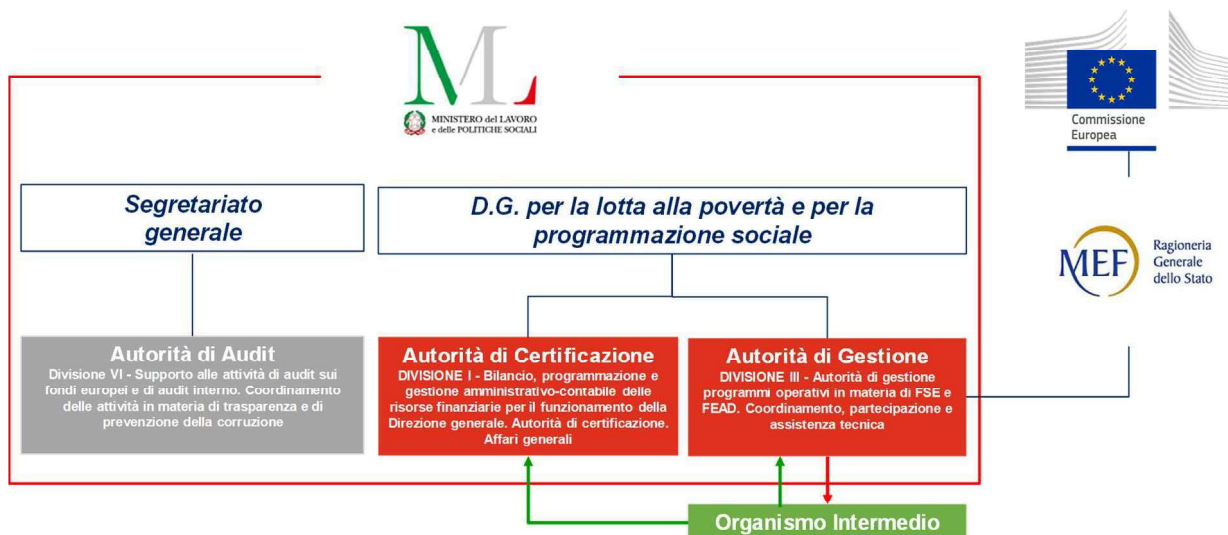 ML
MINISTERO del LAVORO
e delle POLITICHE SOCIALI
Commissione
Europea
Segretariato
generale
D.G. per la lotta alla povertà e per la
programmazione sociale
MEF
Ragioneria
Generale
dello Stato
Autorità di Audit
Divisione VI - Supporto alle attività di audit sui
fondi europei e di audit interno. Coordinamento
delle attività in materia di trasparenza e di
prevenzione della corruzione
Autorità di Certificazione
DIVISIONE I - Bilancio, programmazione e
gestione amministrativo-contabile delle
risorse finanziarie per il funzionamento della
Direzione generale. Autorità di certificazione.
Affari generali
Autorità di Gestione
DIVISIONE III - Autorità di gestione
programmi operativi in materia di FSE e
FEAD. Coordinamento, partecipazione e
assistenza tecnica
Organismo Intermedio